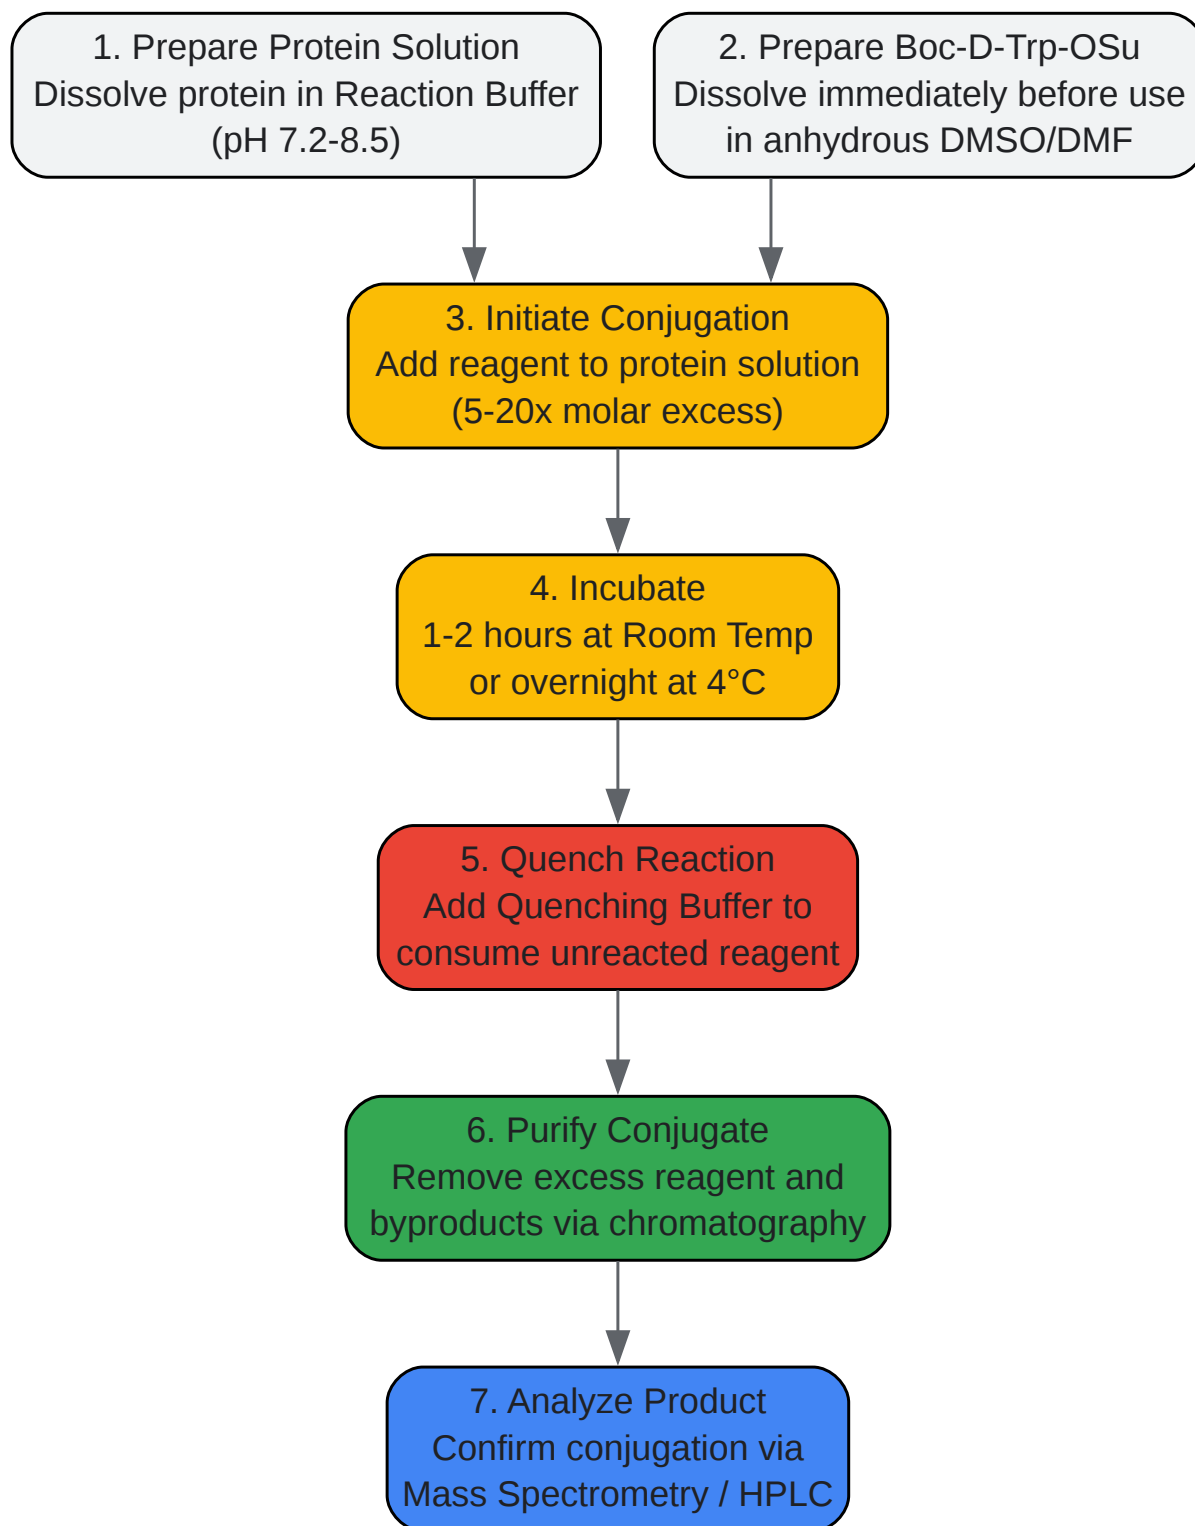 1. Prepare Protein Solution
Dissolve protein in Reaction Buffer
(pH 7.2-8.5)
2. Prepare Boc-D-Trp-OSu
Dissolve immediately before use
in anhydrous DMSO/DMF
3. Initiate Conjugation
Add reagent to protein solution
(5-20x molar excess)
4. Incubate
1-2 hours at Room Temp
or overnight at 4°C
5. Quench Reaction
Add Quenching Buffer to
consume unreacted reagent
6. Purify Conjugate
Remove excess reagent and
byproducts via chromatography
7. Analyze Product
Confirm conjugation via
Mass Spectrometry / HPLC